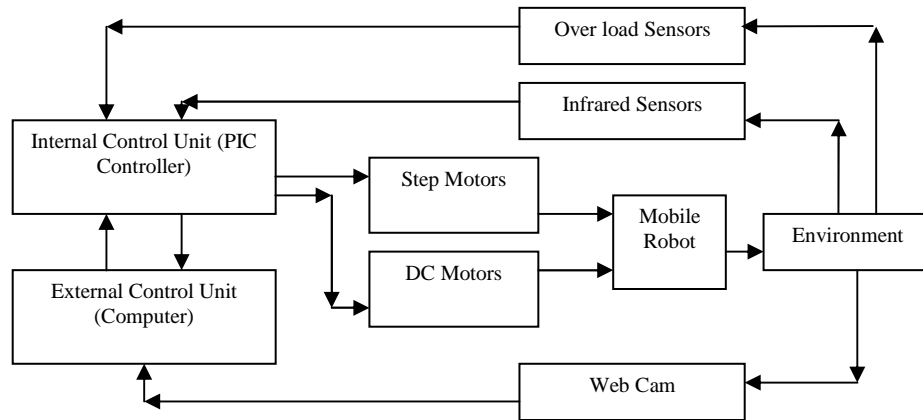 Over load Sensors
Infrared Sensors
Internal Control Unit (PIC
Controller)
Step Motors
Mobile
Robot
Environment
DC Motors
External Control Unit
(Computer)
Web Cam